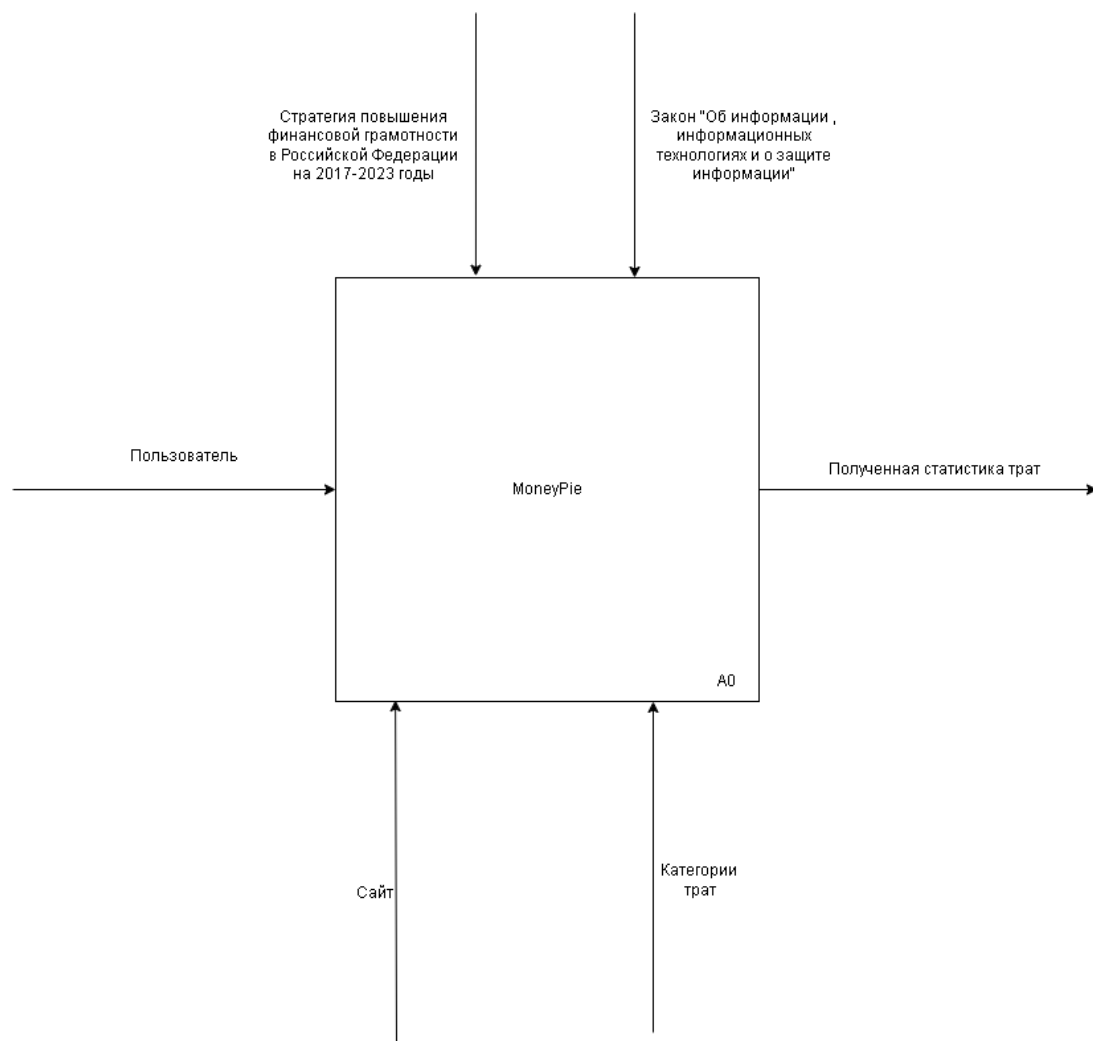 Стратегия повышения
финансовой грамотности
в Российской Федерации
на 2017-2023 годы
Закон "Об информации ,
информационных
технологиях и о защите
информации"
Пользователь
MoneyPie
Полученная статистика трат
A0
Сайт
Категории
трат